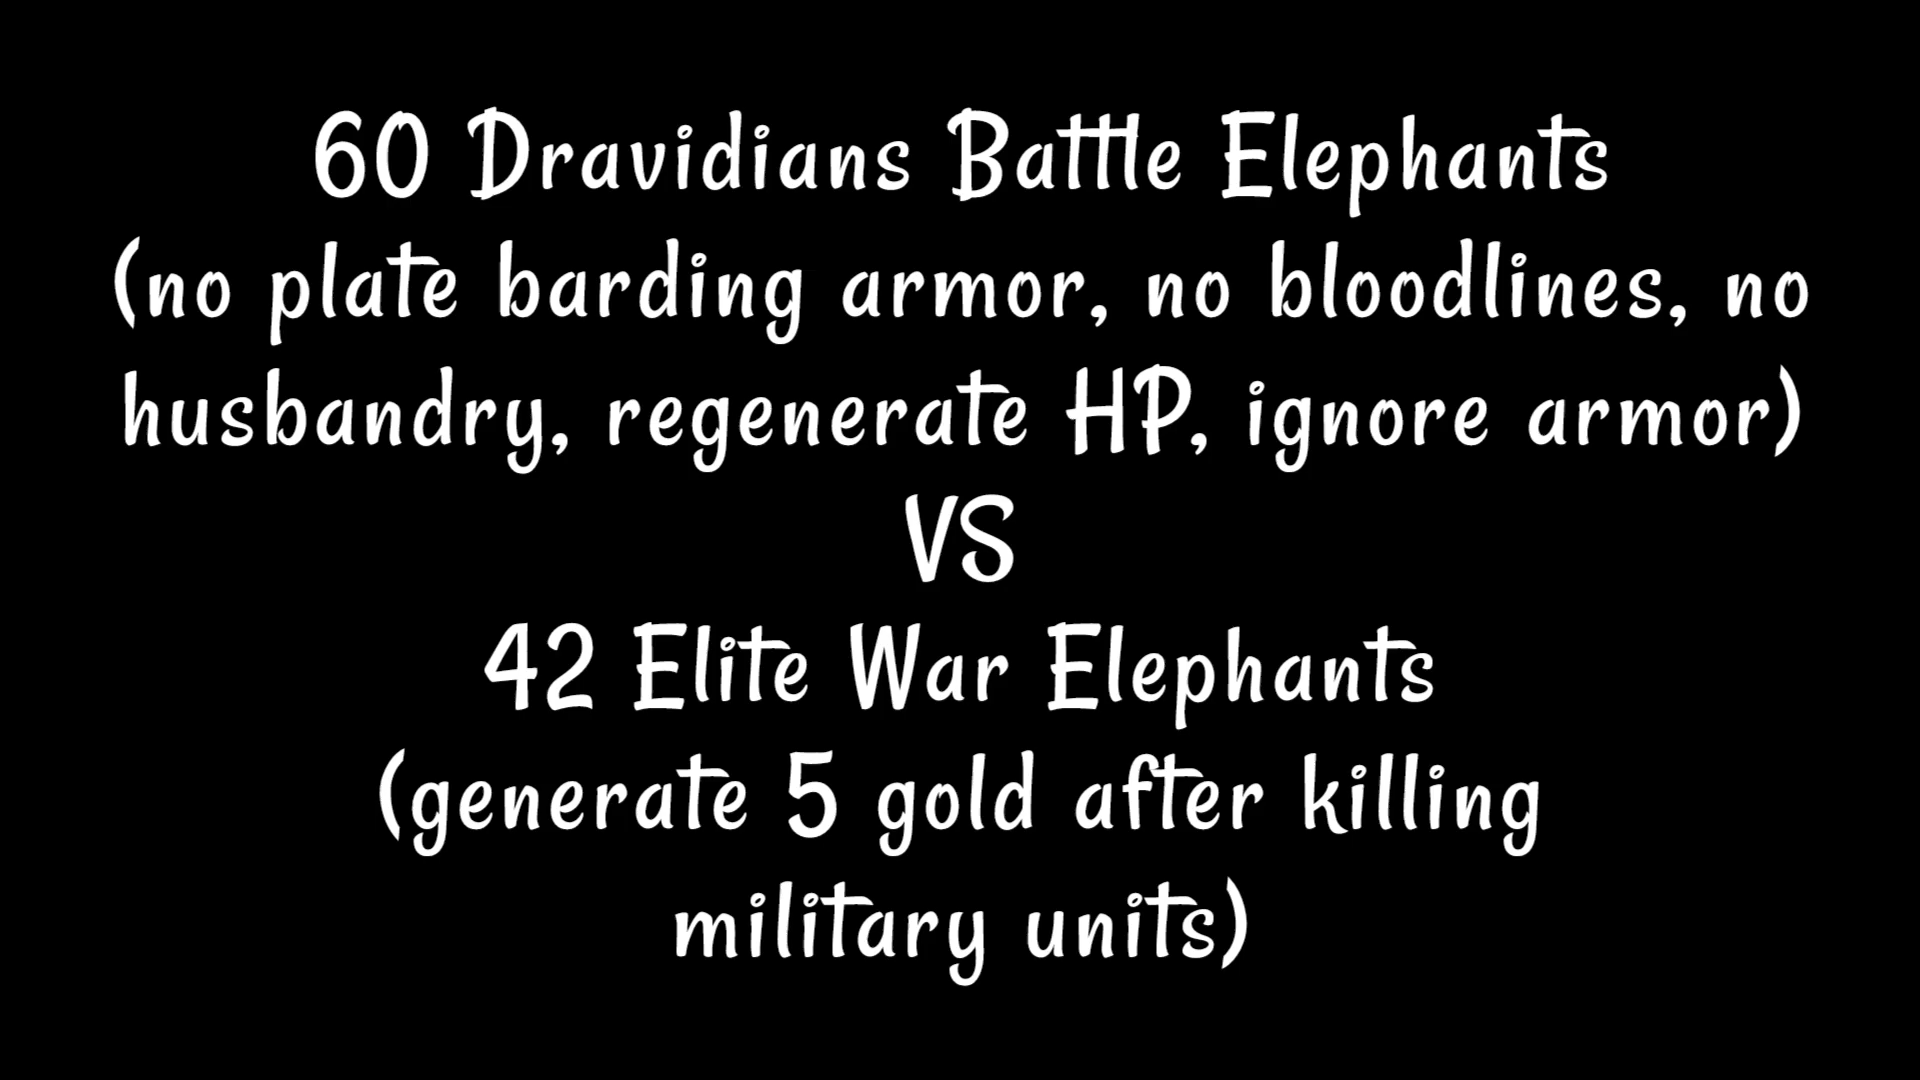 60 Dravidians Battle Elephants
(no plate barding armor, no bloodlines, no
husbandry, regenerate HP, ignore armor)
VS
42 Elite War Elephants
(generate 5 gold after killing
military units)